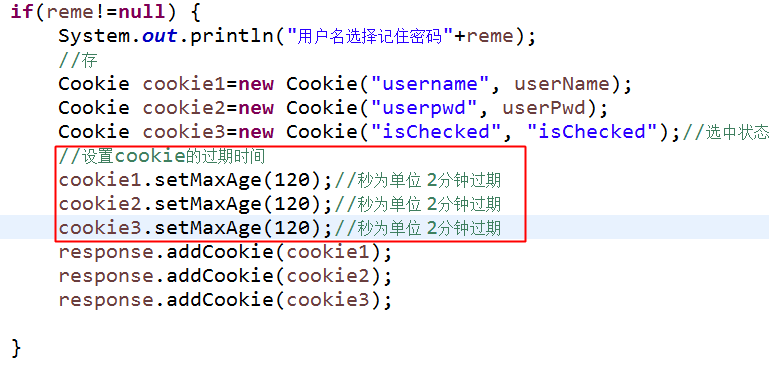 if(reme!=null) {
System.out.println("用户名选择记住密码"+reme);
//存
Cookie cookie1=new Cookie("username", userName);
Cookie cookie2=new Cookie("userpwd", userPwd);
Cookie cookie3=new Cookie("isChecked", "isChecked");//选中状态
//设置cookie的过期时间
cookie1.setMaxAge(120);//秒为单位 2分钟过期
cookie2.setMaxAge(120);//秒为单位 2分钟过期
cookie3.setMaxAge(120);//秒为单位 2分钟过期
response.addCookie(cookie1);
response.addCookie(cookie2);
response.addCookie(cookie3);
}